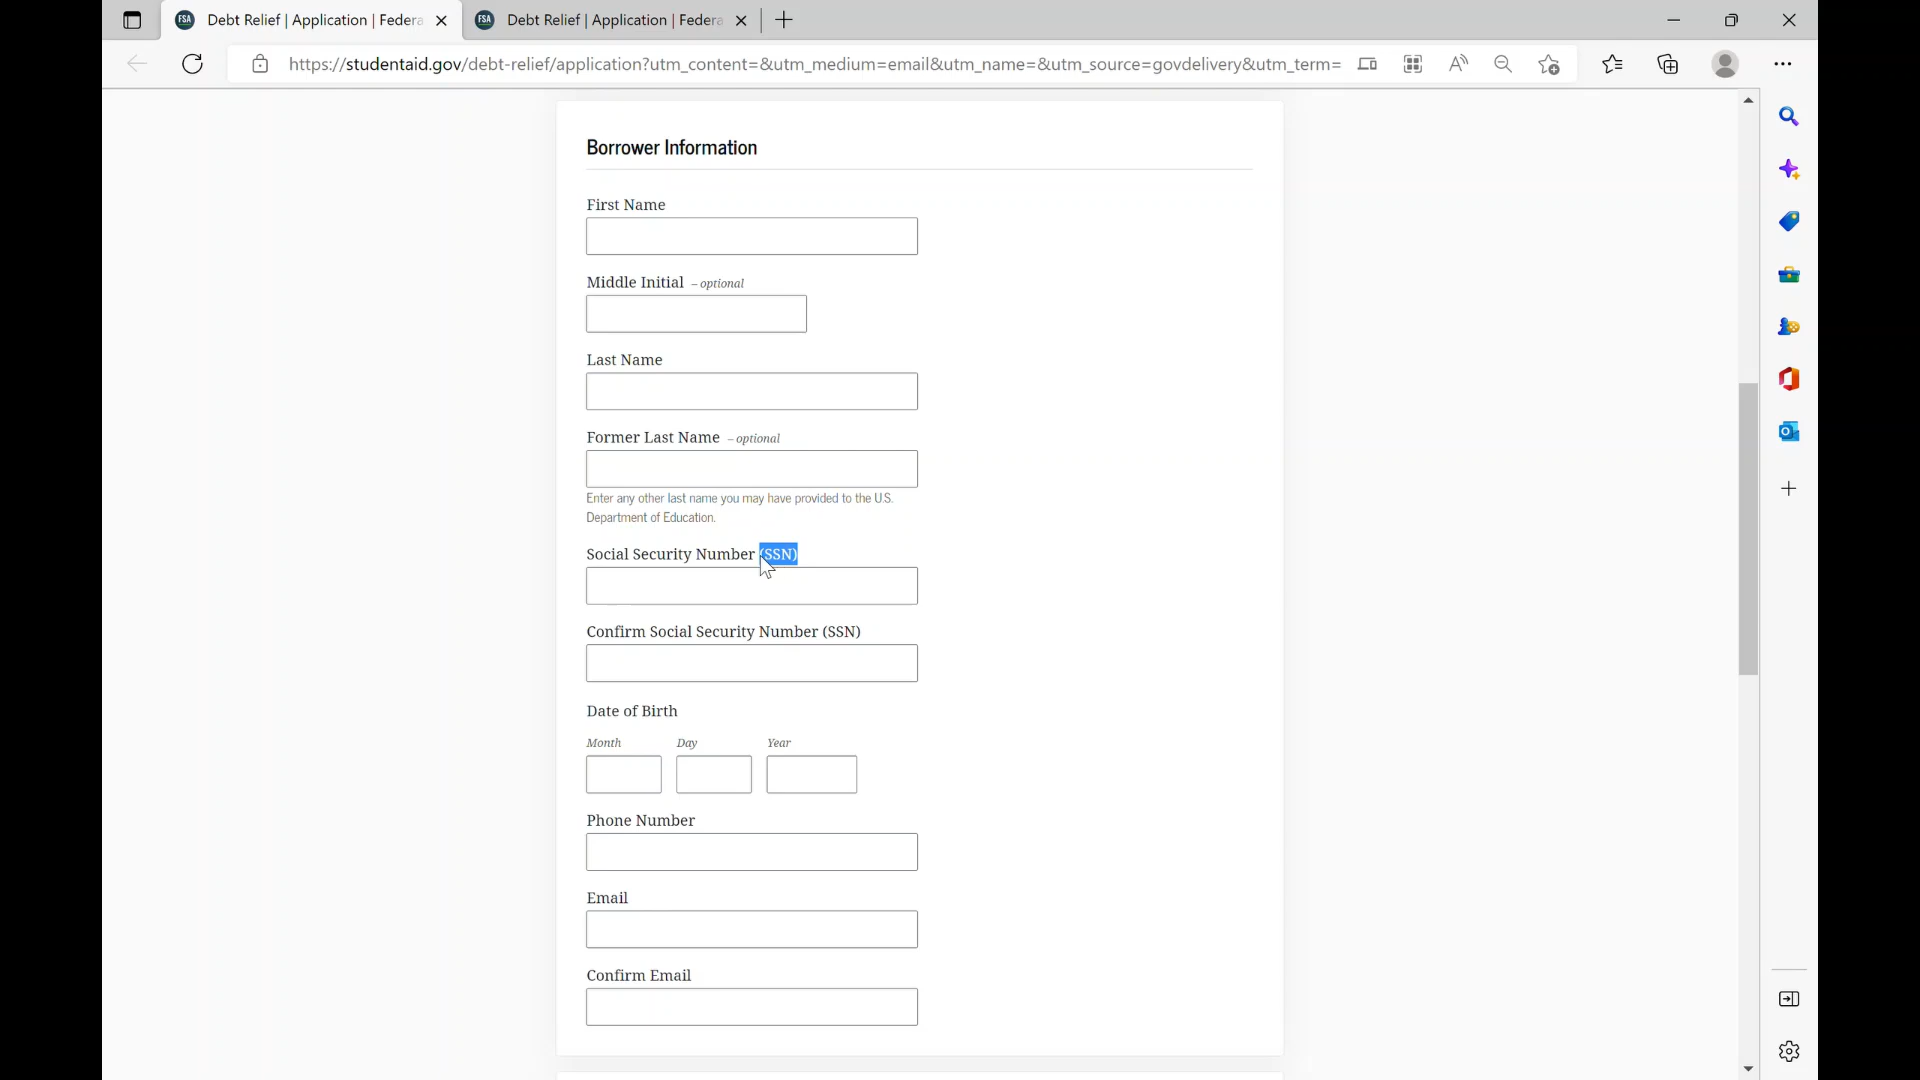 FSA Debt Relief | Application | Federa
FSA Debt Relief | Application | Federa
https://studentaid.gov/debt-relief/application?utm_content=&utm_medium=email&utm_name=&utm_source=govdelivery&utm_term=
Borrower Information
First Name
Middle Initial – optional
Last Name
Former Last Name – optional
Enter any other last name you may have provided to the U.S.
Department of Education.
Social Security Number (SSN)
Confirm Social Security Number (SSN)
Date of Birth
Month Day Year
Phone Number
Email
Confirm Email